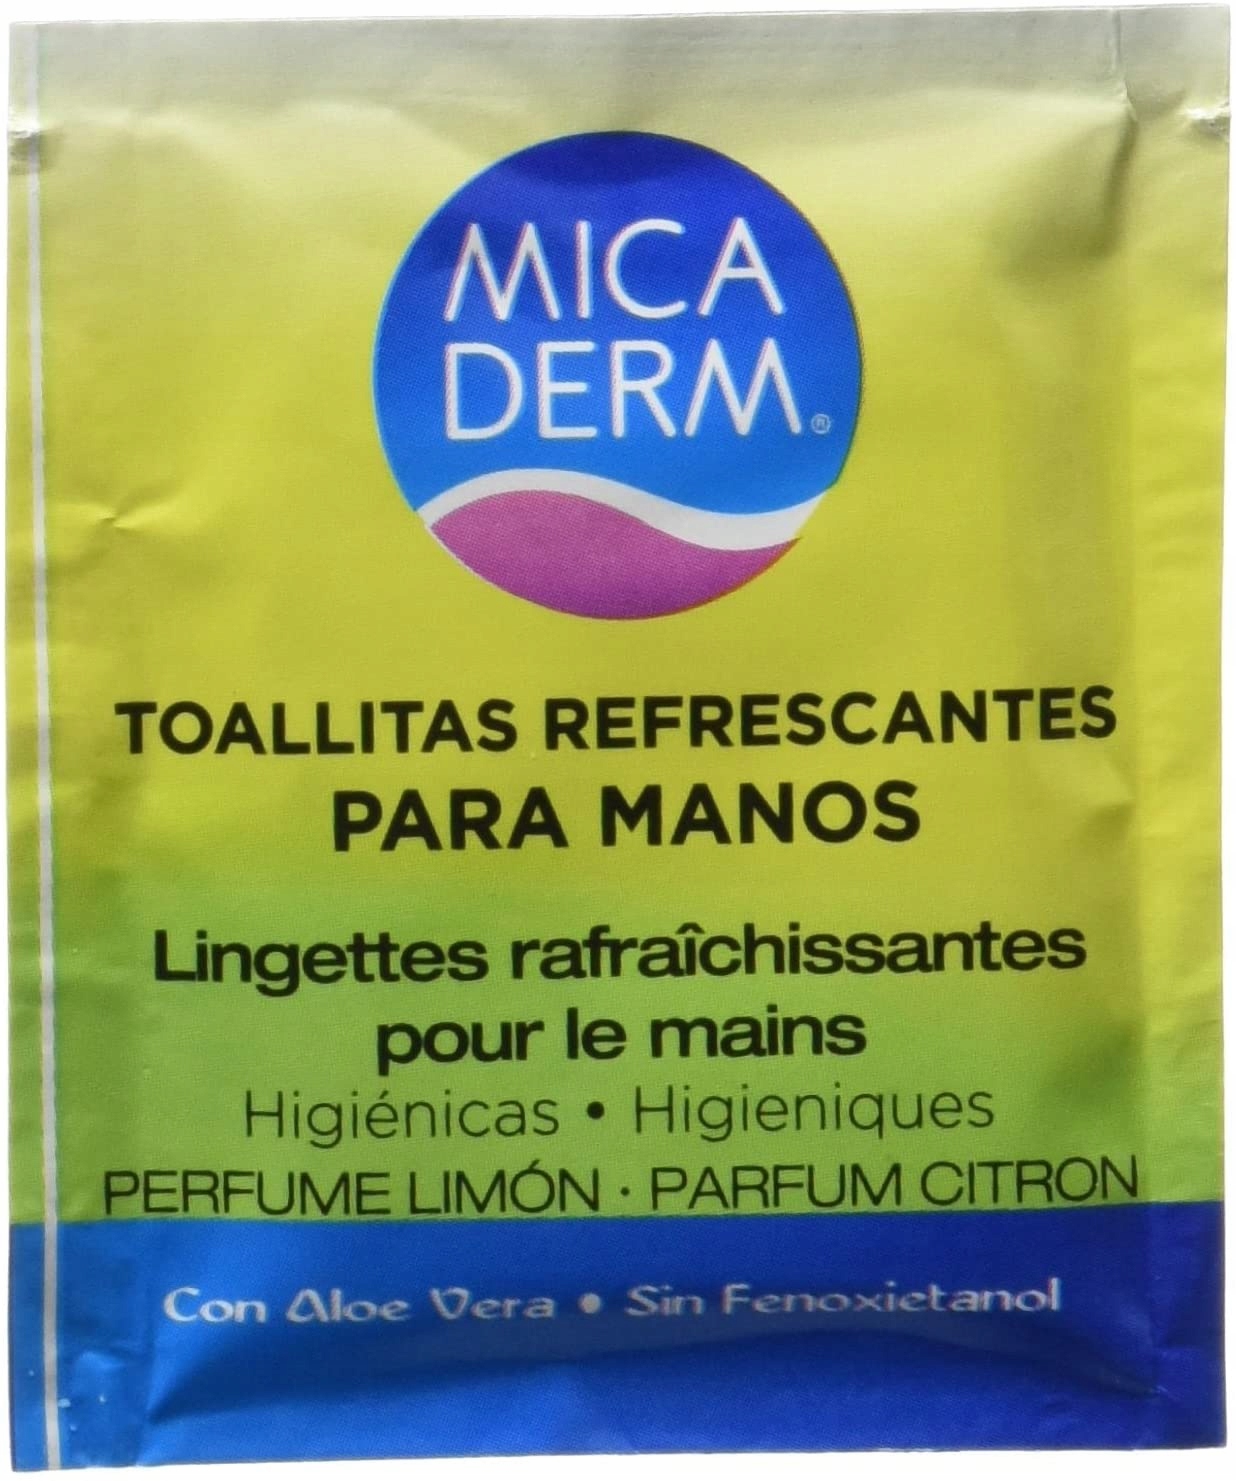 MICA
DERM®
TOALLITAS REFRESCANTES
PARA MANOS
Lingettes rafraîchissantes
pour le mains
Higiénicas • Higieniques
PERFUME LIMÓN · PARFUM CITRON
Con Aloe Vera • Sin Fenoxietanol